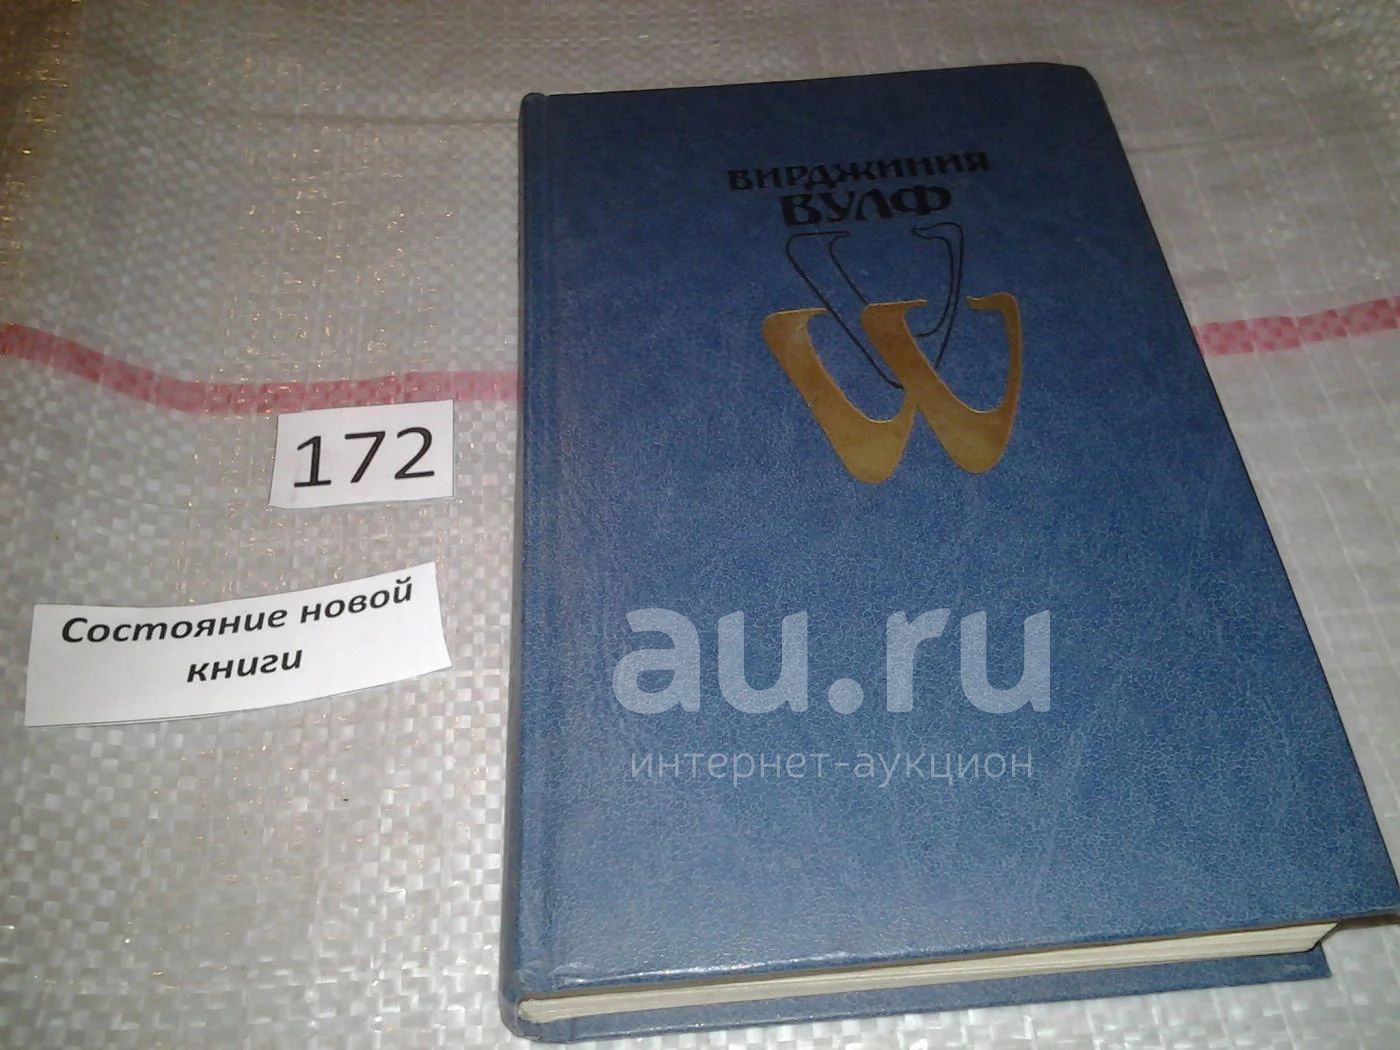 ВИРДЖИНИЯ
ВУЛФ
W
172
Состояние новой
книги
au.ru
интернет-аукцион